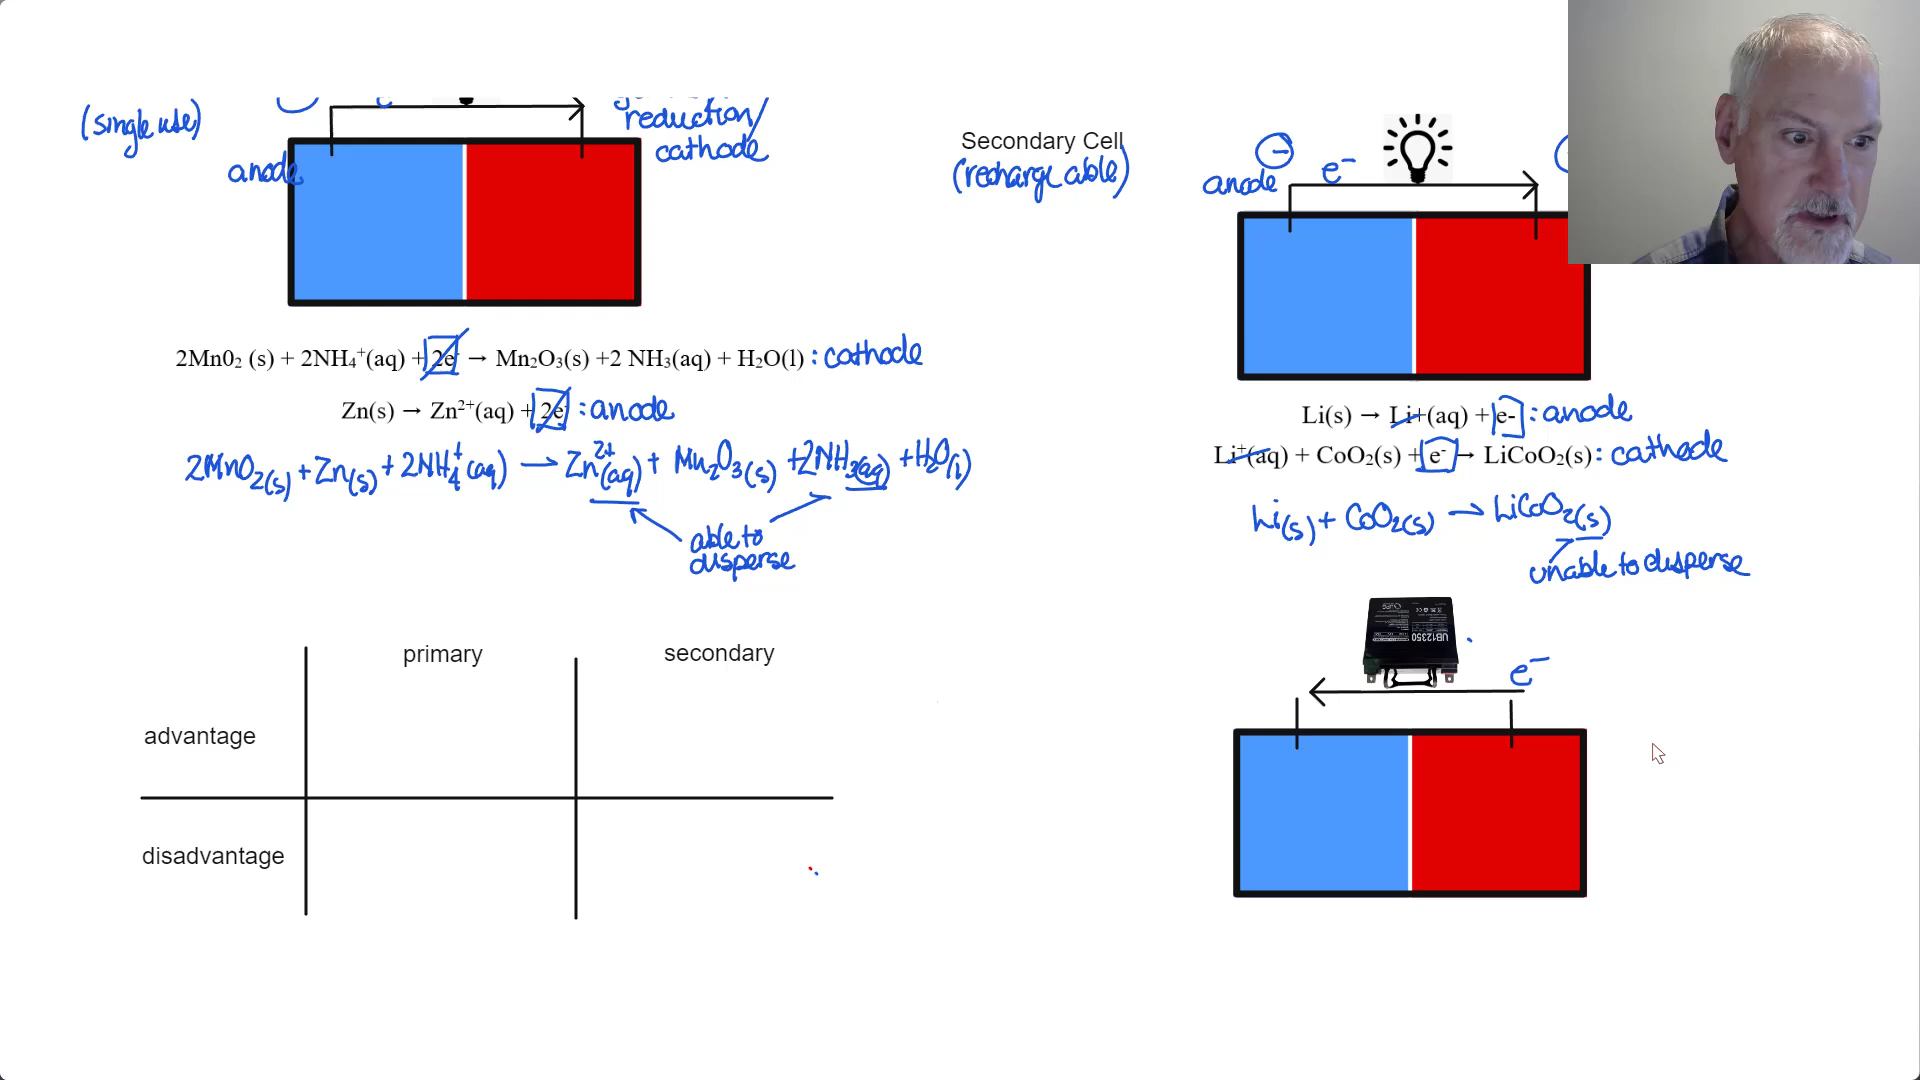 (single use)
reduction/
cathode
anode
2Mn0₂ (s) + 2NH₄⁺(aq) + 2e → Mn₂O₃(s) +2 NH₃(aq) + H₂O(l) : cathode
Zn(s) → Zn²⁺(aq) + 2e : anode
2MnO₂(s) + Zn(s) + 2NH₄⁺(aq) → Zn²⁺(aq) + Mn₂O₃(s) + 2NH₃(aq) + H₂O(l)
able to
disperse
primary
secondary
advantage
disadvantage
Secondary Cell
(rechargeable)
−
anode
e⁻
Li(s) → Li+(aq) + e- : anode
Li⁺(aq) + CoO₂(s) + e⁻ → LiCoO₂(s) : cathode
Li(s) + CoO₂(s) → LiCoO₂(s)
unable to disperse
UB12350
e⁻